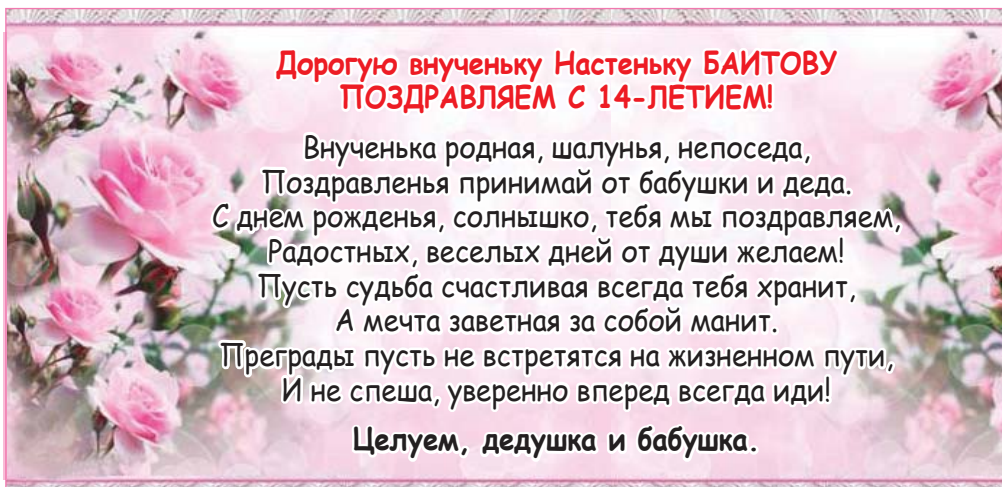 Дорогую внученьку Настеньку БАИТОВУ
ПОЗДРАВЛЯЕМ С 14-ЛЕТИЕМ!
Внученька родная, шалунья, непоседа,
Поздравленья принимай от бабушки и деда.
С днем рожденья, солнышко, тебя мы поздравляем,
Радостных, веселых дней от души желаем!
Пусть судьба счастливая всегда тебя хранит,
А мечта заветная за собой манит.
Преграды пусть не встретятся на жизненном пути,
И не спеша, уверенно вперед всегда иди!
Целуем, дедушка и бабушка.